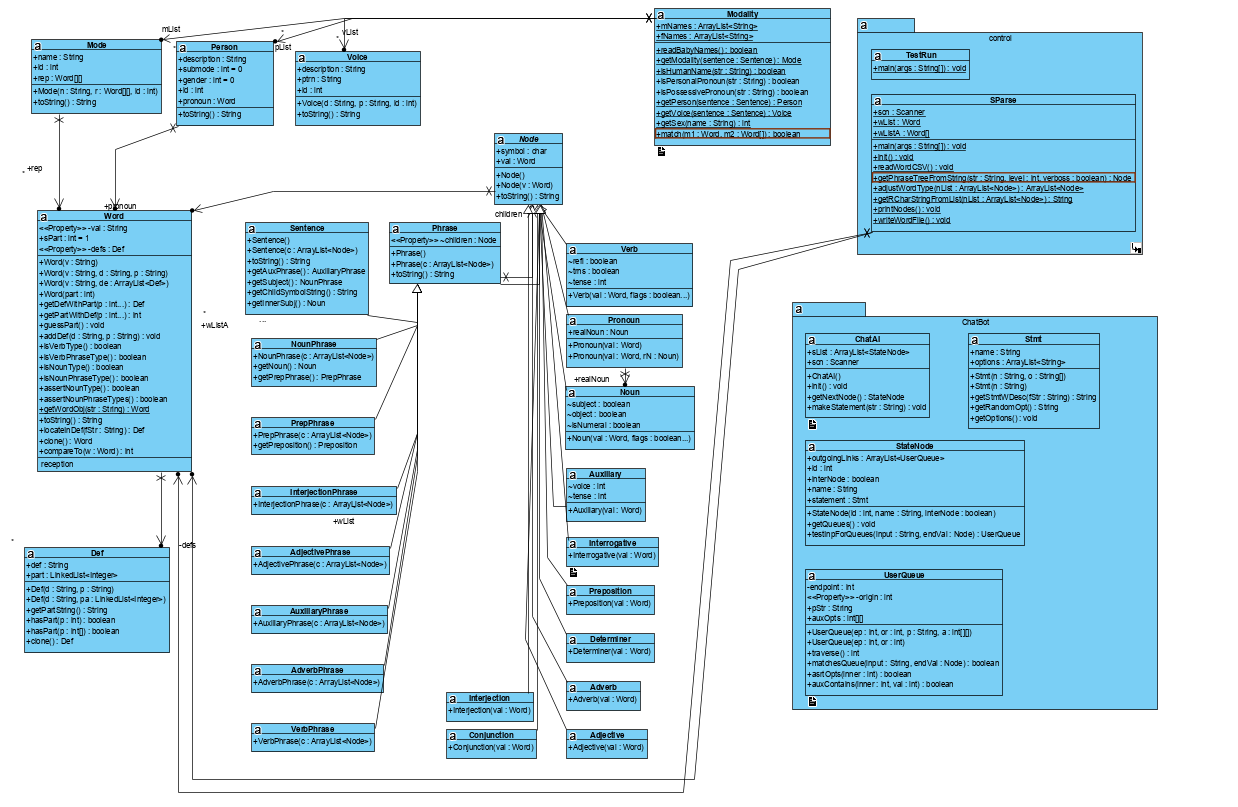 Modality
+mNames : ArrayList<String>
+fNames : ArrayList<String>
+readBabyNames() : boolean
+getModality(sentence : Sentence) : Mode
+isHumanName(str : String) : boolean
+isPersonalPronoun(str : String) : boolean
+isPossessivePronoun(str : String) : boolean
+getPerson(sentence : Sentence) : Person
+getVoice(sentence : Sentence) : Voice
+getSex(name : String) : int
+match(m1 : Word, m2 : Word[]) : boolean
mList
pList
vList
Mode
+name : String
+id : int
+rep : Word[][]
+Mode(n : String, r : Word[][], id : int)
+toString() : String
Person
+description : String
+submode : int = 0
+gender : int = 0
+id : int
+pronoun : Word
+toString() : String
Voice
+description : String
+ptrn : String
+id : int
+Voice(d : String, p : String, id : int)
+toString() : String
control
TestRun
+main(args : String[]) : void
SParse
+scn : Scanner
+wList : Word
+wListA : Word[]
+main(args : String[]) : void
+init() : void
+readWordCSV() : void
+getPhraseTreeFromString(str : String, level : int, verboss : boolean) : Node
+adjustWordType(nList : ArrayList<Node>) : ArrayList<Node>
+getRCharStringFromList(nList : ArrayList<Node>) : String
+printNodes() : void
+writeWordFile() : void
Node
+symbol : char
+val : Word
+Node()
+Node(v : Word)
+toString() : String
+rep
+pronoun
children
Word
<<Property>> -val : String
+sPart : int = 1
<<Property>> -defs : Def
+Word(v : String)
+Word(v : String, d : String, p : String)
+Word(v : String, de : ArrayList<Def>)
+Word(part : int)
+getDefWithPart(p : int...) : Def
+getPartWithDef(p : int...) : int
+guessPart() : void
+addDef(d : String, p : String) : void
+isVerbType() : boolean
+isVerbPhraseType() : boolean
+isNounType() : boolean
+isNounPhraseType() : boolean
+assertNounType() : boolean
+assertNounPhraseTypes() : boolean
+getWordObj(str : String) : Word
+toString() : String
+locateInDef(fStr : String) : Def
+clone() : Word
+compareTo(w : Word) : int
reception
+wListA
+wList
-defs
Sentence
+Sentence()
+Sentence(c : ArrayList<Node>)
+toString() : String
+getAuxPhrase() : AuxiliaryPhrase
+getSubject() : NounPhrase
+getChildSymbolString() : String
+getInnerSubj() : Noun
...
Phrase
<<Property>> ~children : Node
+Phrase()
+Phrase(c : ArrayList<Node>)
+toString() : String
Verb
~refl : boolean
~trns : boolean
~tense : int
+Verb(val : Word, flags : boolean...)
Pronoun
+realNoun : Noun
+Pronoun(val : Word)
+Pronoun(val : Word, rN : Noun)
+realNoun
Noun
~subject : boolean
~object : boolean
~isNumeral : boolean
+Noun(val : Word, flags : boolean...)
NounPhrase
+NounPhrase(c : ArrayList<Node>)
+getNoun() : Noun
+getPrepPhrase() : PrepPhrase
PrepPhrase
+PrepPhrase(c : ArrayList<Node>)
+getPreposition() : Preposition
InterjectionPhrase
+InterjectionPhrase(c : ArrayList<Node>)
AdjectivePhrase
+AdjectivePhrase(c : ArrayList<Node>)
AuxiliaryPhrase
+AuxiliaryPhrase(c : ArrayList<Node>)
AdverbPhrase
+AdverbPhrase(c : ArrayList<Node>)
VerbPhrase
+VerbPhrase(c : ArrayList<Node>)
Auxiliary
~voice : int
~tense : int
+Auxiliary(val : Word)
Interrogative
+Interrogative(val : Word)
Preposition
+Preposition(val : Word)
Determiner
+Determiner(val : Word)
Adverb
+Adverb(val : Word)
Adjective
+Adjective(val : Word)
Interjection
+Interjection(val : Word)
Conjunction
+Conjunction(val : Word)
Def
+def : String
+part : LinkedList<Integer>
+Def(d : String, p : String)
+Def(d : String, pa : LinkedList<Integer>)
+getPartString() : String
+hasPart(p : int) : boolean
+hasPart(p : int[]) : boolean
+clone() : Def
ChatBot
ChatAI
+sList : ArrayList<StateNode>
+scn : Scanner
+ChatAI()
+init() : void
+getNextNode() : StateNode
+makeStatement(str : String) : void
Stmt
+name : String
+options : ArrayList<String>
+Stmt(n : String, o : String[])
+Stmt(n : String)
+getStmtWDesc(fStr : String) : String
+getRandomOpt() : String
+getOptions() : void
StateNode
+outgoingLinks : ArrayList<UserQueue>
+id : int
+interNode : boolean
+name : String
+statement : Stmt
+StateNode(id : int, name : String, interNode : boolean)
+getQueues() : void
+testInpForQueues(input : String, endVal : Node) : UserQueue
UserQueue
-endpoint : int
<<Property>> -origin : int
+pStr : String
+auxOpts : int[][]
+UserQueue(ep : int, or : int, p : String, a : int[][])
+UserQueue(ep : int, or : int)
+traverse() : int
+matchesQueue(input : String, endVal : Node) : boolean
+asrtOpts(inner : int) : boolean
+auxContains(inner : int, val : int) : boolean